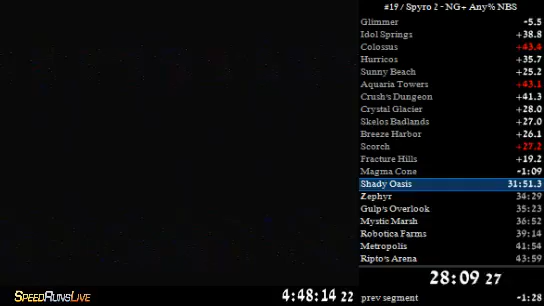 #19 / Spyro 2 - NG+ Any% NBS
Glimmer -5.5
Idol Springs +38.8
Colossus +43.4
Hurricos +35.7
Sunny Beach +25.2
Aquaria Towers +43.1
Crush's Dungeon +41.3
Crystal Glacier +28.0
Skelos Badlands +27.0
Breeze Harbor +26.1
Scorch +27.2
Fracture Hills +19.2
Magma Cone -1:09
Shady Oasis 31:51.3
Zephyr 34:29
Gulp's Overlook 35:23
Mystic Marsh 36:52
Robotica Farms 39:14
Metropolis 41:54
Ripto's Arena 43:59
28:09 27
SpeedRunsLive
4:48:14 22
prev segment -1:28